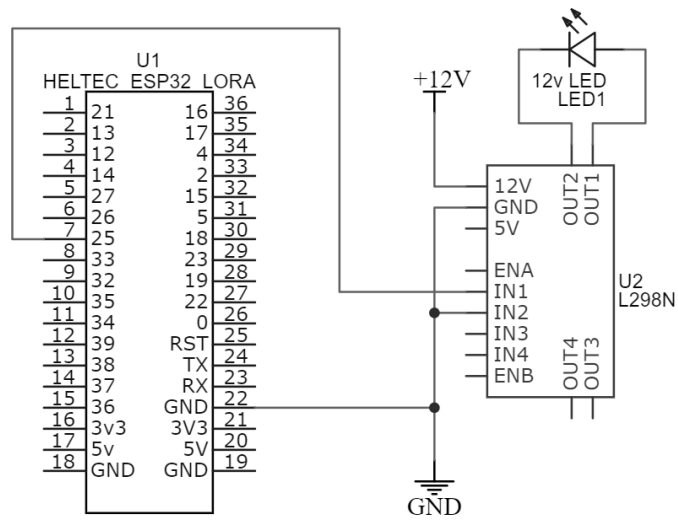 U1
HELTEC ESP32 LORA
1 21 16 36
2 13 17 35
3 12 4 34
4 14 2 33
5 27 15 32
6 26 5 31
7 25 18 30
8 33 23 29
9 32 19 28
10 35 22 27
11 34 0 26
12 39 RST 25
13 38 TX 24
14 37 RX 23
15 36 GND 22
16 3v3 3V3 21
17 5v 5V 20
18 GND GND 19
+12V
GND
12v LED
LED1
OUT2
OUT1
12V
GND
5V
ENA
IN1
IN2
IN3
IN4
ENB
OUT4
OUT3
U2
L298N